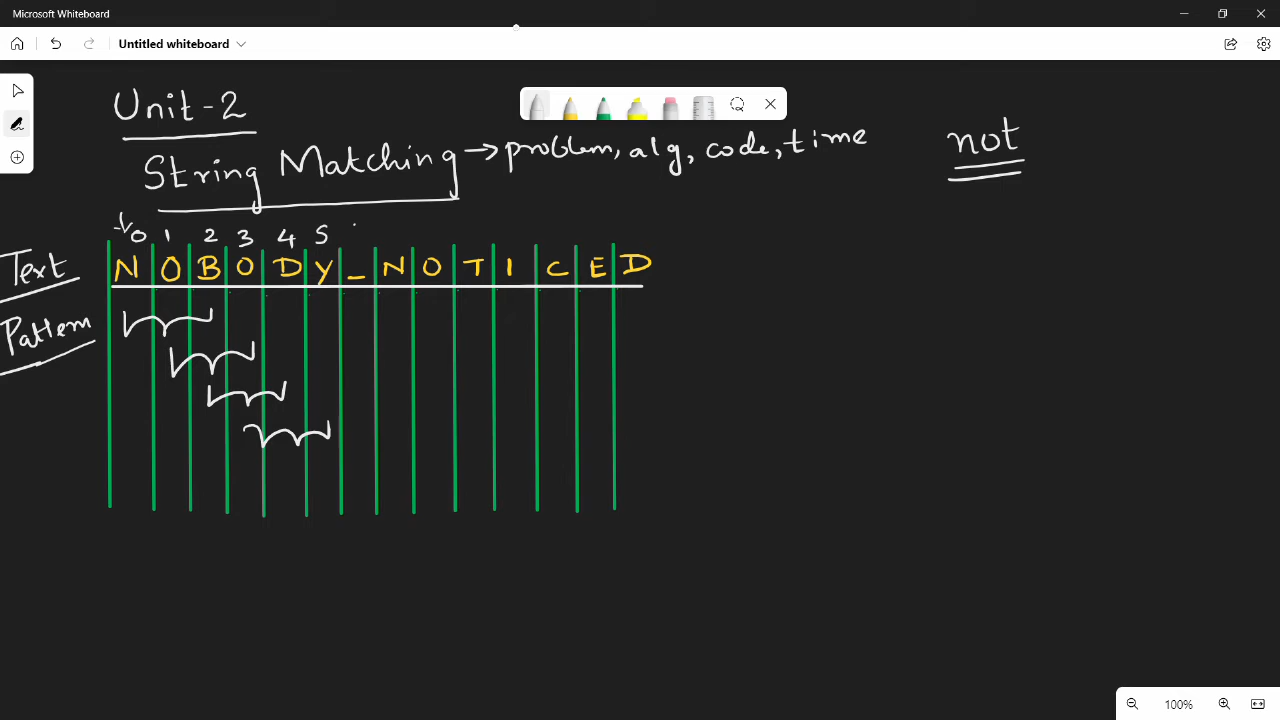 Microsoft Whiteboard
Untitled whiteboard
Unit-2
String Matching → problem, alg, code, time
not
0 1 2 3 4 5
Text N O B O D Y _ N O T I C E D
Pattern
100%